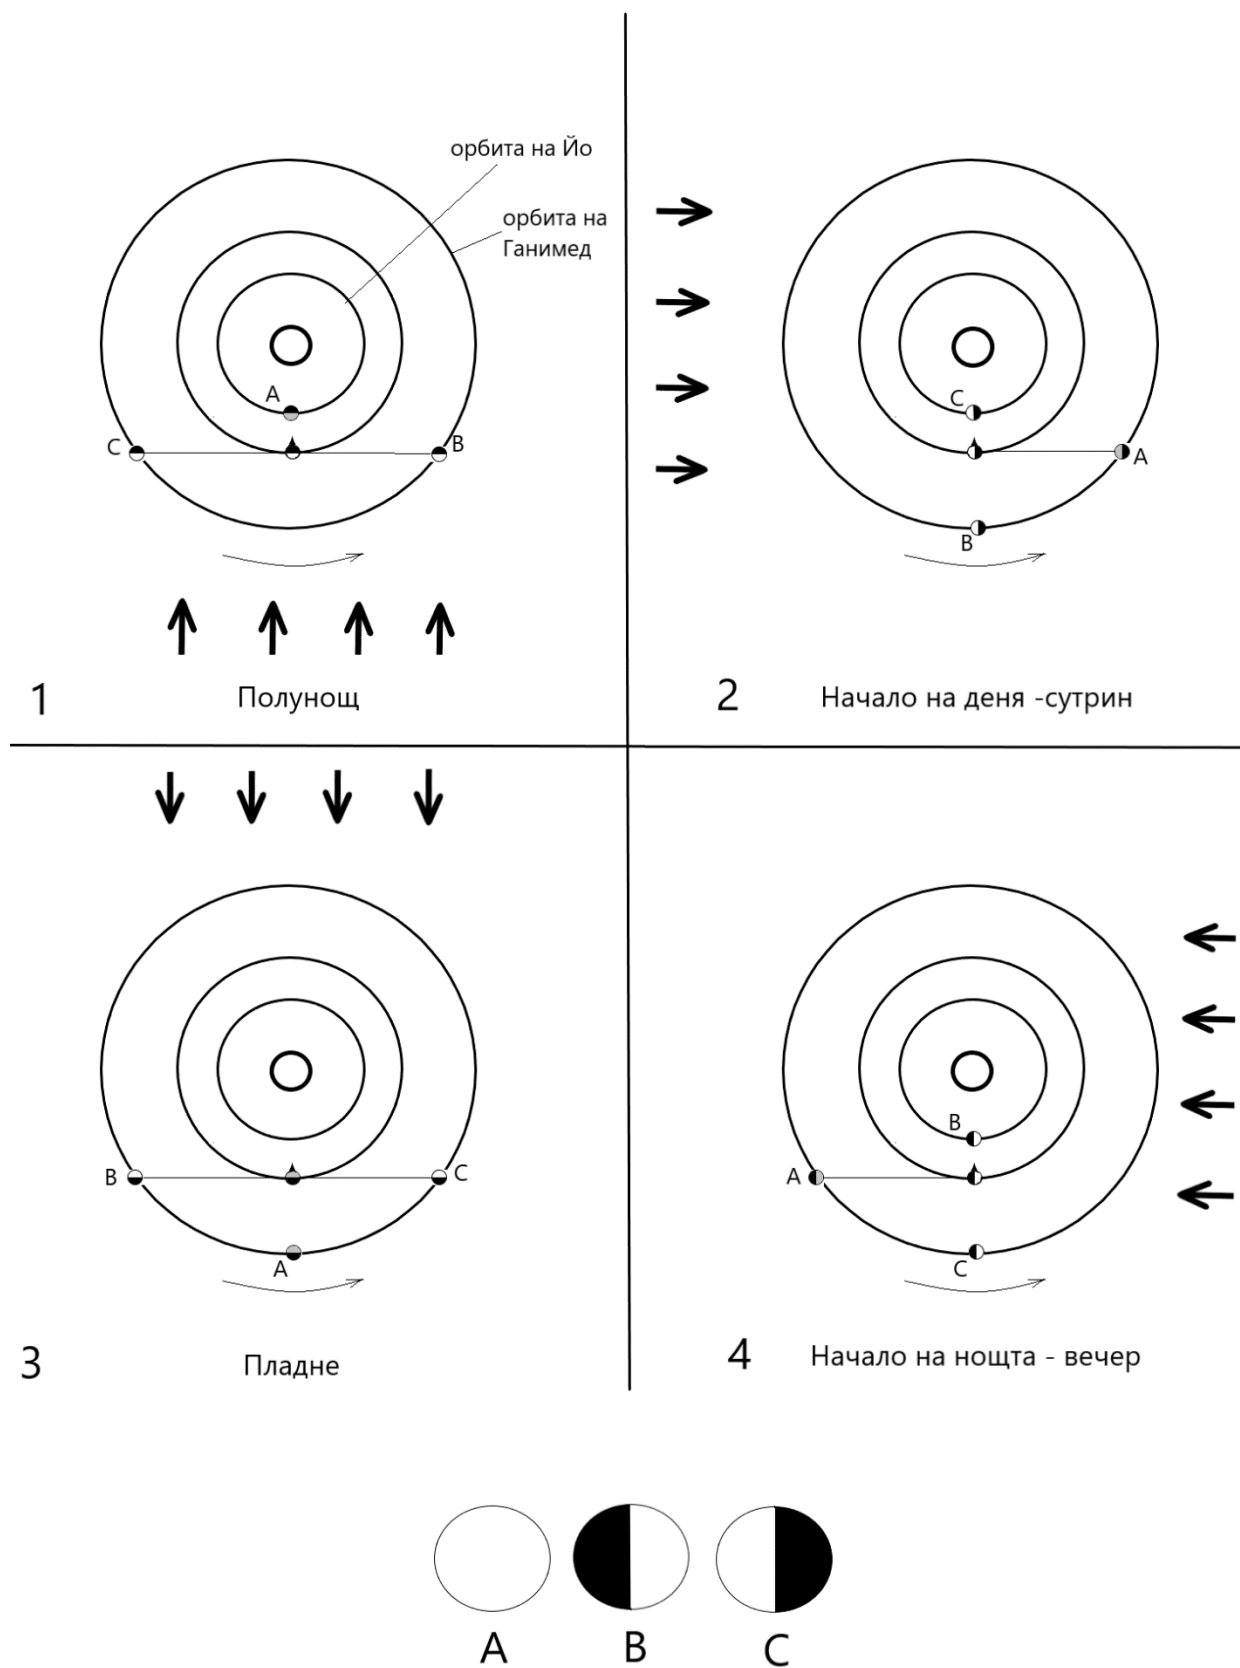 орбита на Йо
орбита на
Ганимед
A
C
B
1
Полунощ
C
A
B
2
Начало на деня -сутрин
B
C
A
3
Пладне
B
A
C
4
Начало на нощта - вечер
A
B
C